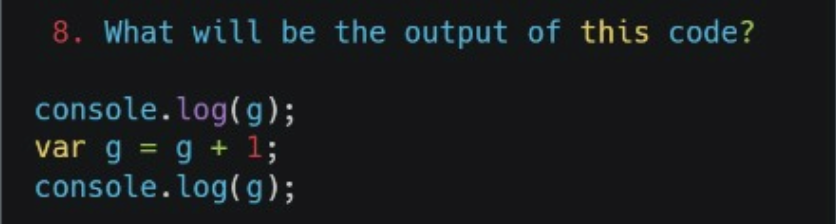 8. What will be the output of this code?
console.log(g);
var g = g + 1;
console.log(g);